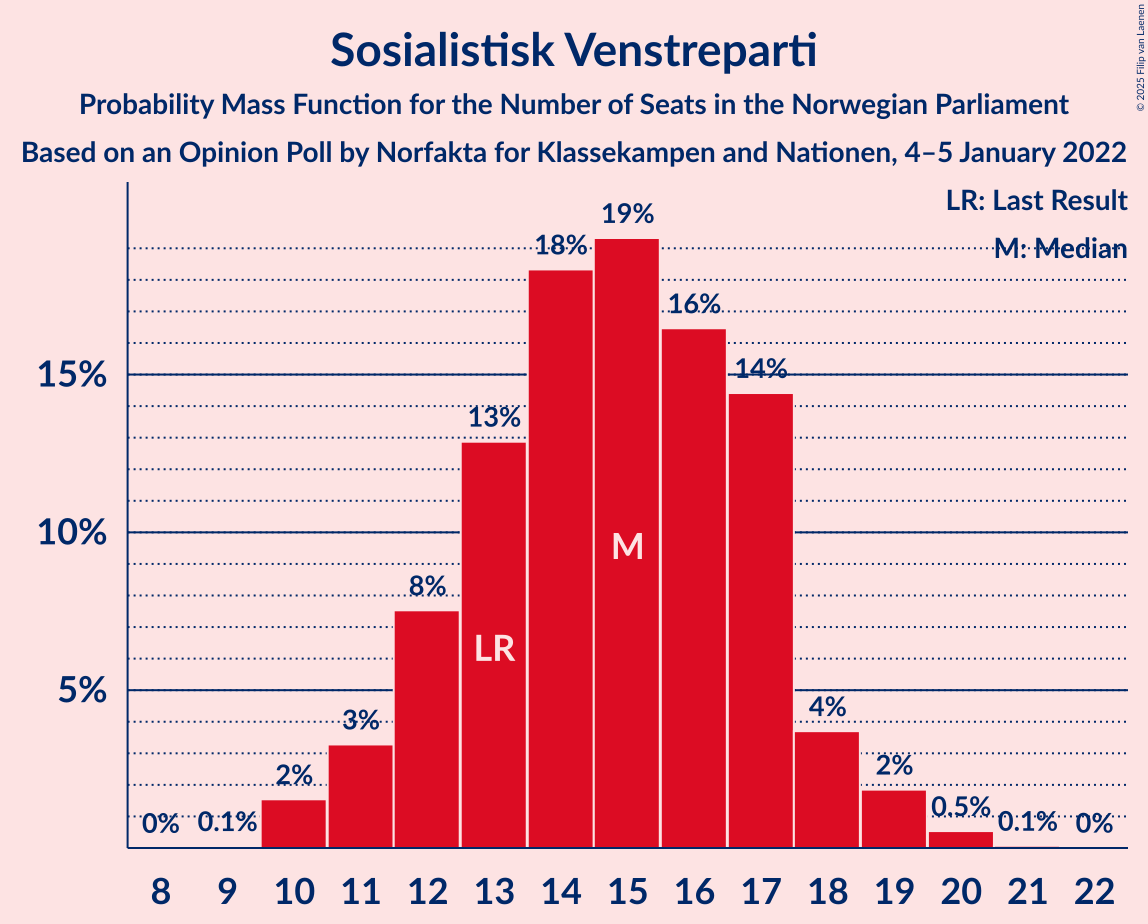 Sosialistisk Venstreparti
Probability Mass Function for the Number of Seats in the Norwegian Parliament
Based on an Opinion Poll by Norfakta for Klassekampen and Nationen, 4–5 January 2022
© 2025 Filip van Laenen
LR: Last Result
M: Median
19%
18%
16%
15%
14%
13%
10%
M
8%
LR
5%
3%
4%
2%
2%
0%
0.1%
0.5%
0.1%
0%
8 9 10 11 12 13 14 15 16 17 18 19 20 21 22